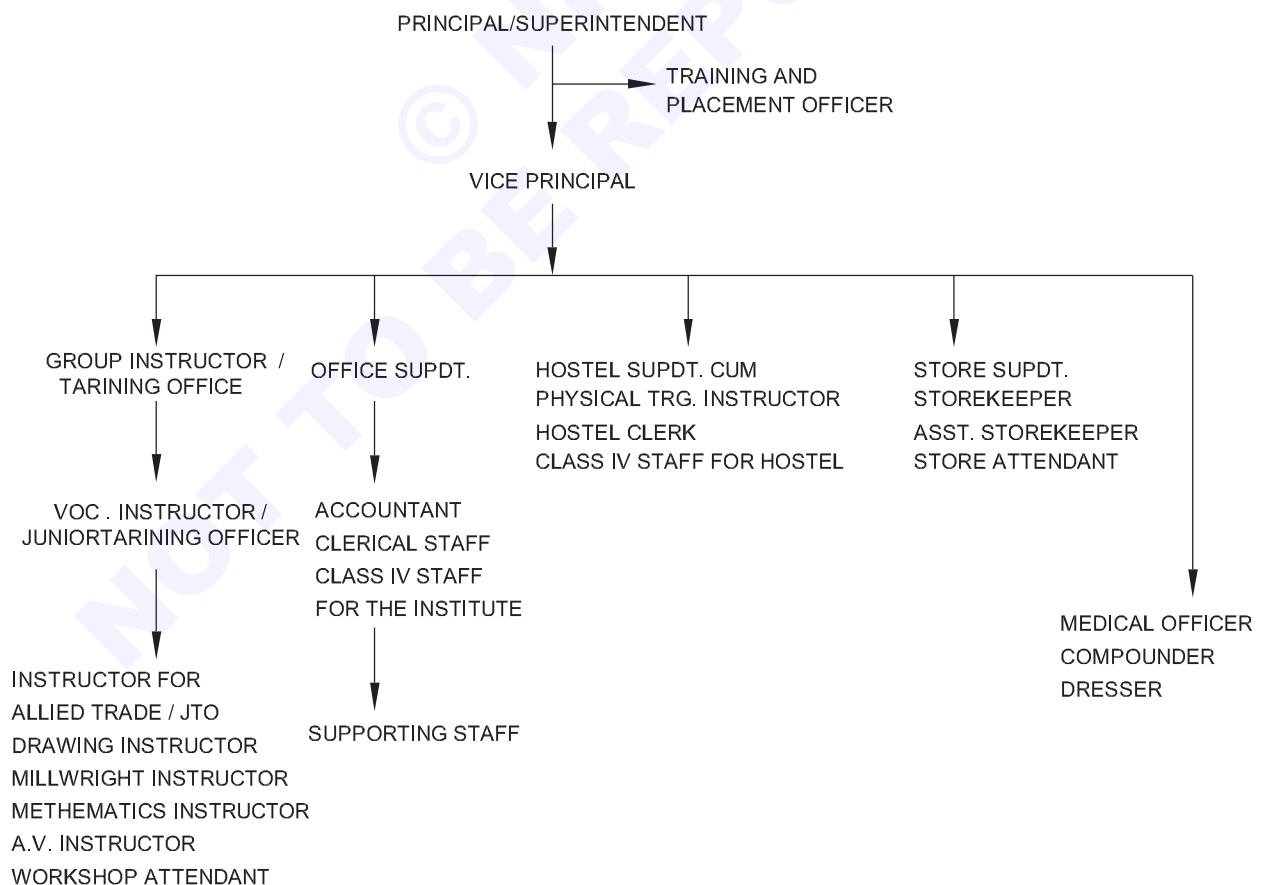 PRINCIPAL/SUPERINTENDENT
TRAINING AND
PLACEMENT OFFICER
VICE PRINCIPAL
GROUP INSTRUCTOR /
TARINING OFFICE
OFFICE SUPDT.
HOSTEL SUPDT. CUM
PHYSICAL TRG. INSTRUCTOR
HOSTEL CLERK
CLASS IV STAFF FOR HOSTEL
STORE SUPDT.
STOREKEEPER
ASST. STOREKEEPER
STORE ATTENDANT
VOC . INSTRUCTOR /
JUNIORTARINING OFFICER
ACCOUNTANT
CLERICAL STAFF
CLASS IV STAFF
FOR THE INSTITUTE
MEDICAL OFFICER
COMPOUNDER
DRESSER
INSTRUCTOR FOR
ALLIED TRADE / JTO
DRAWING INSTRUCTOR
MILLWRIGHT INSTRUCTOR
METHEMATICS INSTRUCTOR
A.V. INSTRUCTOR
WORKSHOP ATTENDANT
SUPPORTING STAFF
©
NOT TO BE